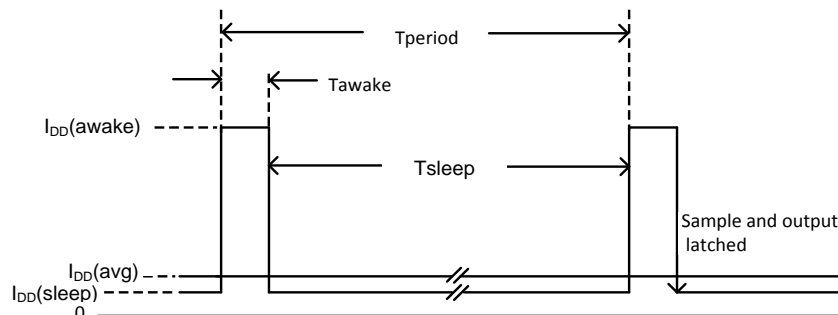 Tperiod
Tawake
IDD(awake)
Tsleep
Sample and output
latched
IDD(avg)
IDD(sleep)
0